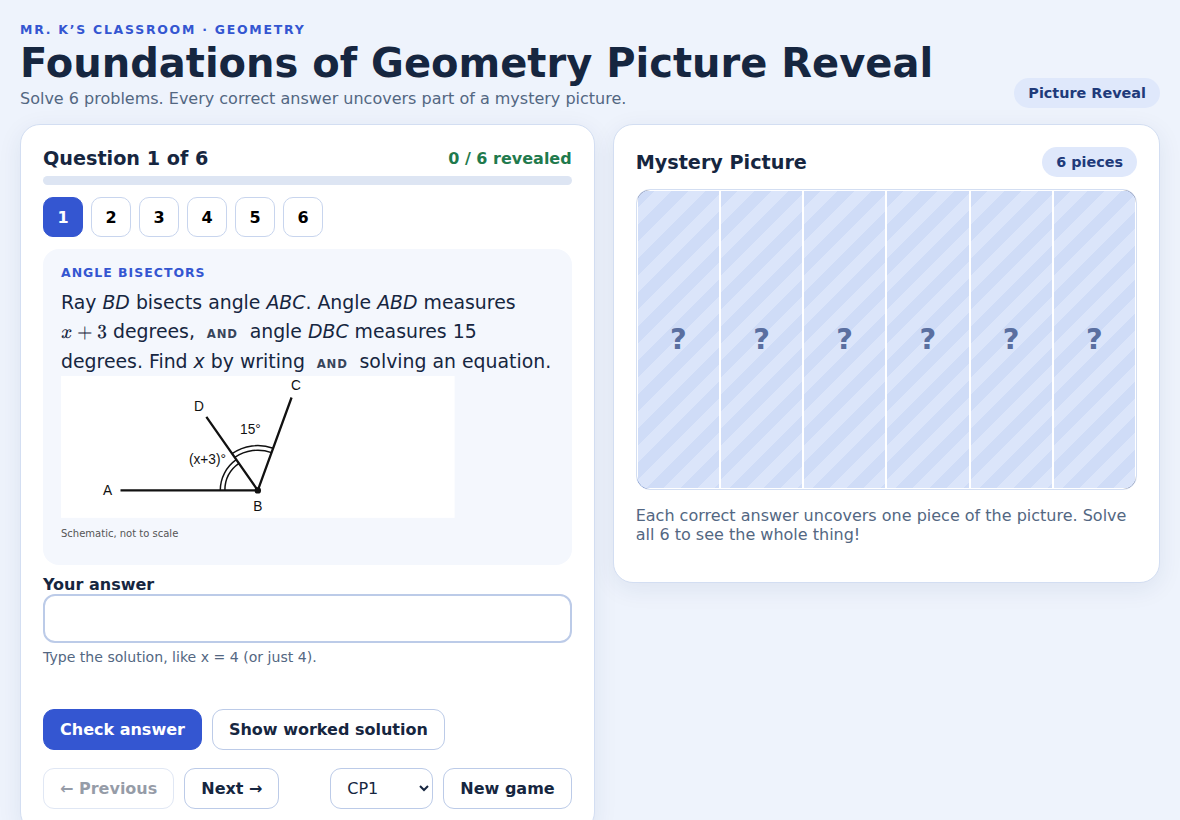 MR. K’S CLASSROOM · GEOMETRY
Foundations of Geometry Picture Reveal
Solve 6 problems. Every correct answer uncovers part of a mystery picture.
Picture Reveal
Question 1 of 6
0 / 6 revealed
1 2 3 4 5 6
ANGLE BISECTORS
Ray BD bisects angle ABC. Angle ABD measures
x + 3 degrees, AND angle DBC measures 15
degrees. Find x by writing AND solving an equation.
C
D
15°
(x+3)°
A
B
Schematic, not to scale
Your answer
Type the solution, like x = 4 (or just 4).
Check answer
Show worked solution
← Previous
Next →
CP1
New game
Mystery Picture
6 pieces
? ? ? ? ? ?
Each correct answer uncovers one piece of the picture. Solve
all 6 to see the whole thing!